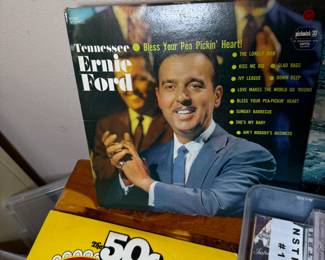 Tennessee
Ernie
Ford
Bless Your Pea Pickin' Heart!
THE LONELY MAN
KISS ME BIG
GLAD RAGS
IVY LEAGUE
DOWN DEEP
LOVE MAKES THE WORLD GO 'ROUND
BLESS YOUR PEA-PICKIN' HEART
SUNDAY BARBECUE
SHE'S MY BABY
AIN'T NOBODY'S BUSINESS
pickwick/33
The
50s
INST
#1